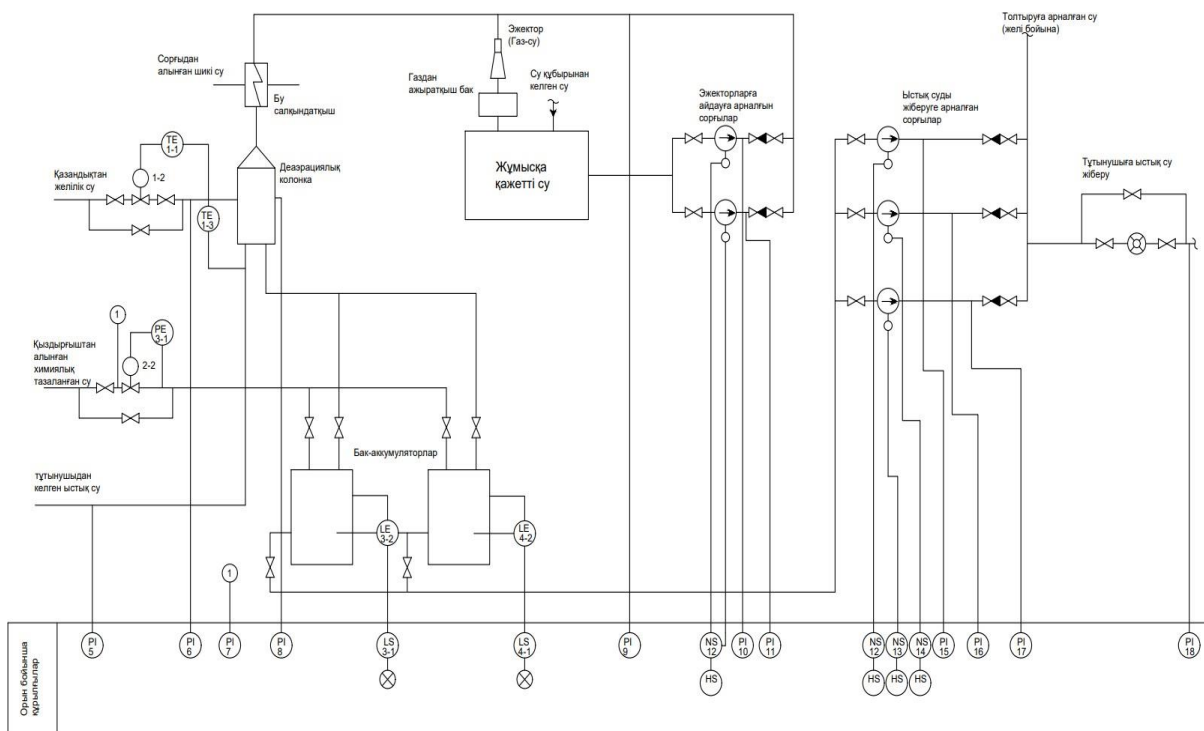 Толтыруға арналған су
(желі бойына)
Эжектор
(Газ-су)
Сорғыдан
алынған шикі су
Бу
салқындатқыш
Газдан
ажыратқыш бак
Су құбырынан
келген су
Эжекторларға
айдауға арналған
сорғылар
Ыстық суды
жіберуге арналған
сорғылар
TE
1-1
Қазандықтан
желілік су
1-2
Деаэрациялық
колонка
Жұмысқа
қажетті су
Тұтынушыға ыстық су
жіберу
TE
1-3
1
PE
3-1
Қыздырғыштан
алынған
химиялық
тазаланған су
2-2
Бак-аккумуляторлар
тұтынушыдан
келген ыстық су
LE
3-2
LE
4-2
1
Орын бойынша
құрылғылар
PI
5
PI
6
PI
7
PI
8
LS
3-1
LS
4-1
PI
9
NS
12
PI
10
PI
11
NS
12
NS
13
NS
14
PI
15
PI
16
PI
17
PI
18
HS
HS
HS
HS